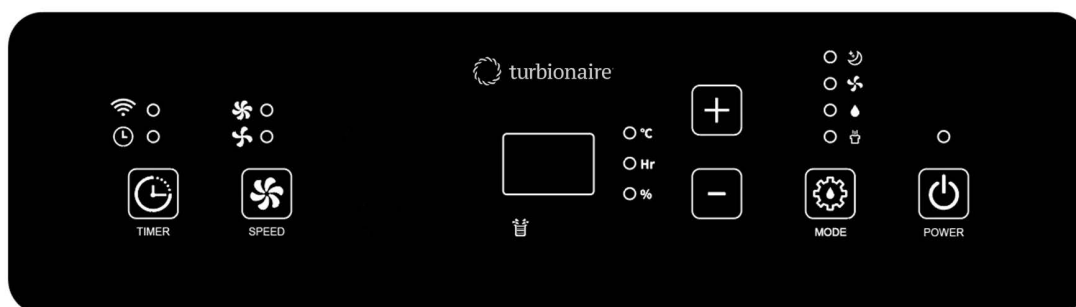 turbionaire
°C
Hr
%
TIMER
SPEED
MODE
POWER